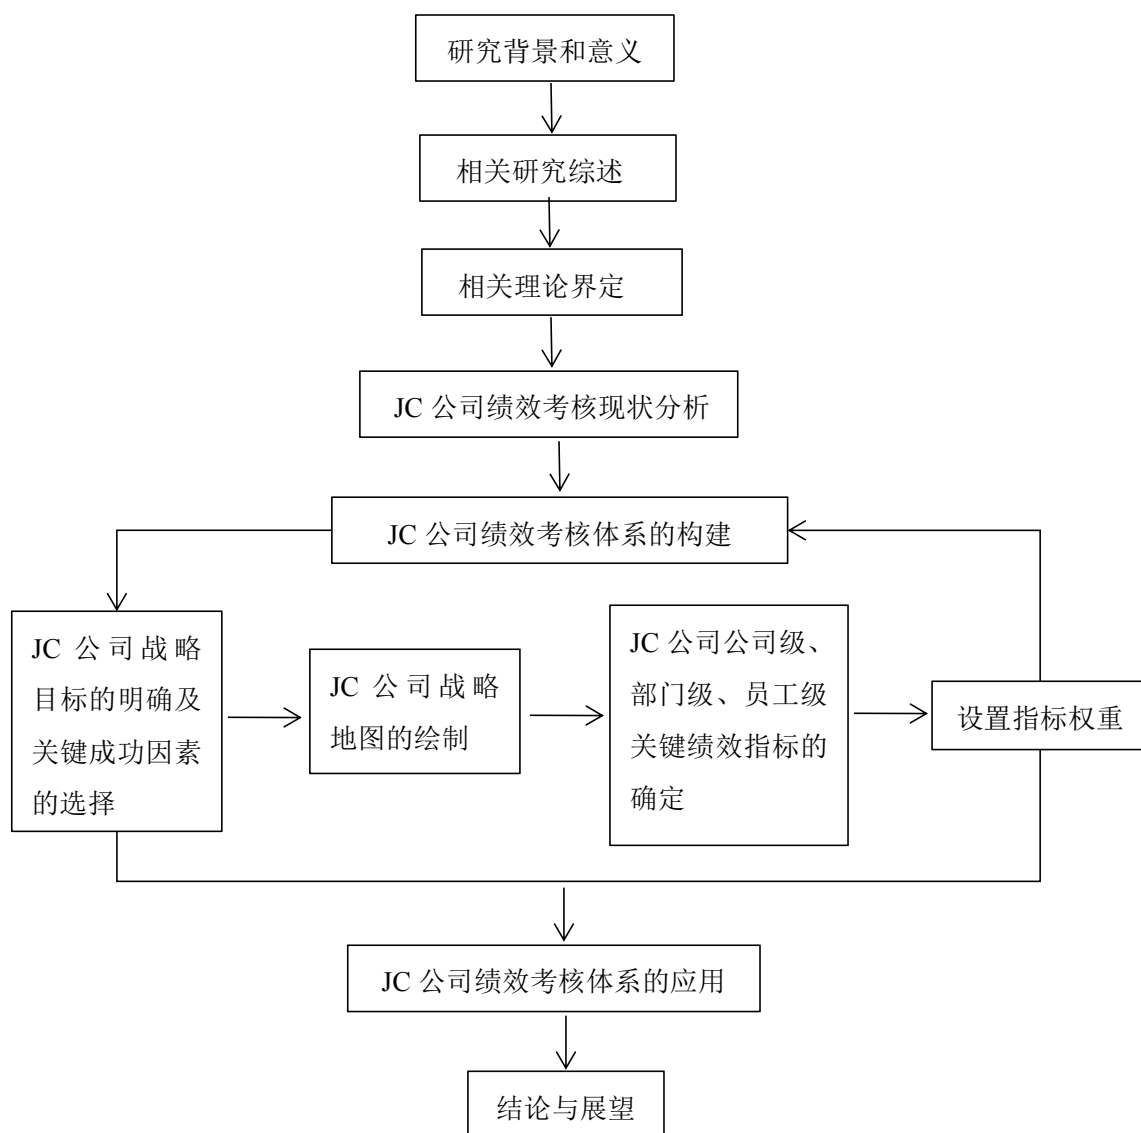 研究背景和意义
相关研究综述
相关理论界定
JC 公司绩效考核现状分析
JC 公司绩效考核体系的构建
JC 公司战略
目标的明确及
关键成功因素
的选择
JC 公司战略
地图的绘制
JC 公司公司级、
部门级、员工级
关键绩效指标的
确定
设置指标权重
JC 公司绩效考核体系的应用
结论与展望